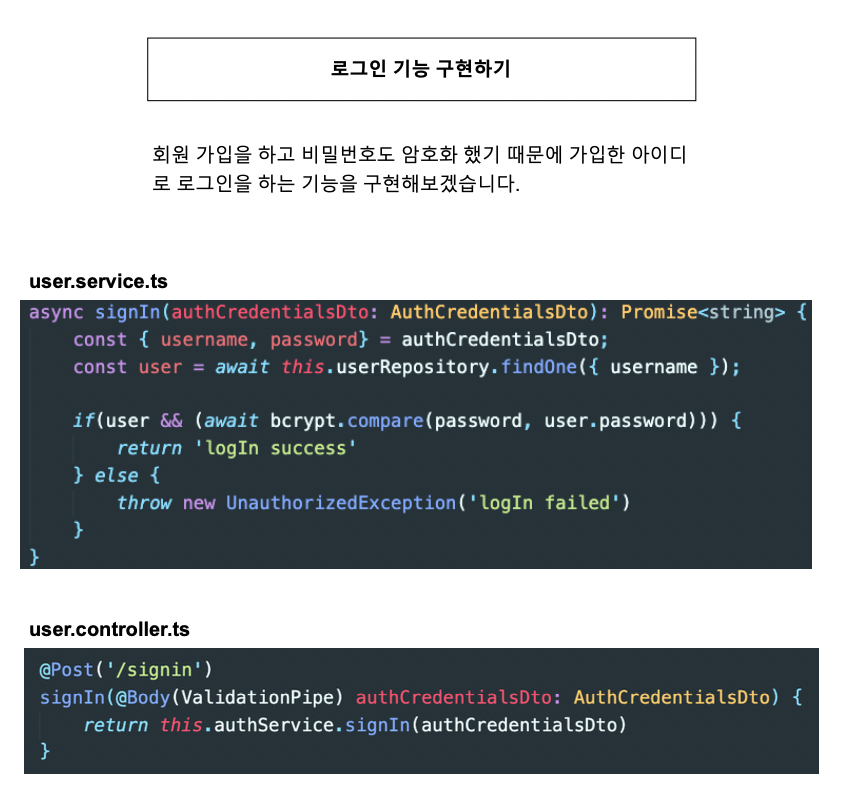 로그인 기능 구현하기
회원 가입을 하고 비밀번호도 암호화 했기 때문에 가입한 아이디
로 로그인을 하는 기능을 구현해보겠습니다.
user.service.ts
async signIn(authCredentialsDto: AuthCredentialsDto): Promise<string> {
    const { username, password} = authCredentialsDto;
    const user = await this.userRepository.findOne({ username });

    if(user && (await bcrypt.compare(password, user.password))) {
        return 'logIn success'
    } else {
        throw new UnauthorizedException('logIn failed')
    }
}
user.controller.ts
@Post('/signin')
signIn(@Body(ValidationPipe) authCredentialsDto: AuthCredentialsDto) {
    return this.authService.signIn(authCredentialsDto)
}